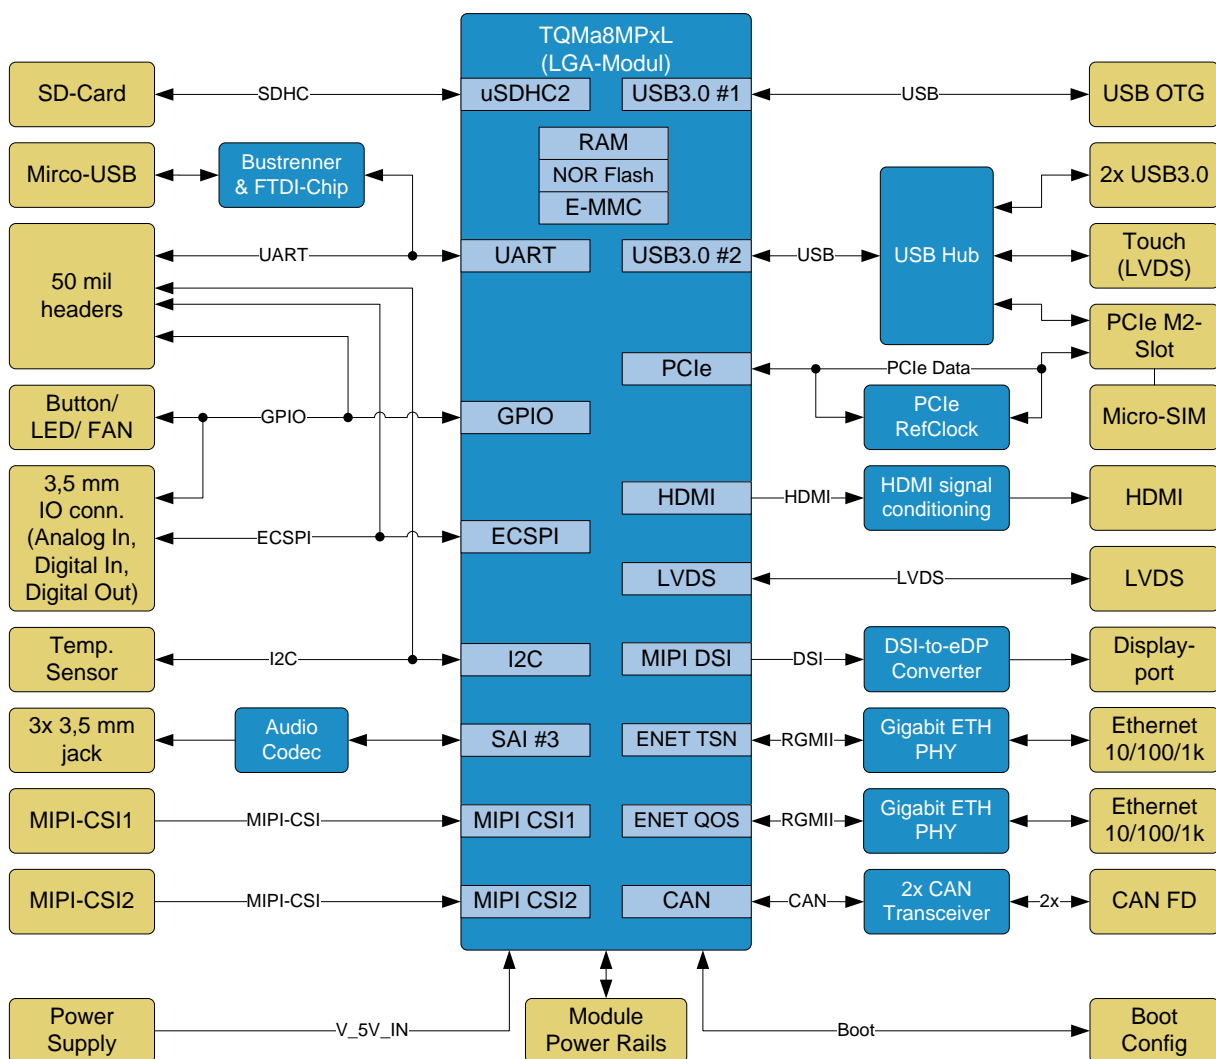 TQMa8MPxL
(LGA-Modul)
SD-Card
SDHC
uSDHC2
USB3.0 #1
USB
USB OTG
RAM
NOR Flash
E-MMC
Mirco-USB
Bustrenner
& FTDI-Chip
2x USB3.0
50 mil
headers
UART
UART
USB3.0 #2
USB
USB Hub
Touch
(LVDS)
PCIe M2-
Slot
PCIe
PCIe Data
PCIe
RefClock
Micro-SIM
Button/
LED/ FAN
GPIO
GPIO
3,5 mm
IO conn.
(Analog In,
Digital In,
Digital Out)
ECSPI
ECSPI
HDMI
HDMI
HDMI signal
conditioning
HDMI
LVDS
LVDS
LVDS
Temp.
Sensor
I2C
I2C
MIPI DSI
DSI
DSI-to-eDP
Converter
Display-
port
3x 3,5 mm
jack
Audio
Codec
SAI #3
ENET TSN
RGMII
Gigabit ETH
PHY
Ethernet
10/100/1k
MIPI-CSI1
MIPI-CSI
MIPI CSI1
ENET QOS
RGMII
Gigabit ETH
PHY
Ethernet
10/100/1k
MIPI-CSI2
MIPI-CSI
MIPI CSI2
CAN
CAN
2x CAN
Transceiver
2x
CAN FD
Power
Supply
V_5V_IN
Module
Power Rails
Boot
Boot
Config